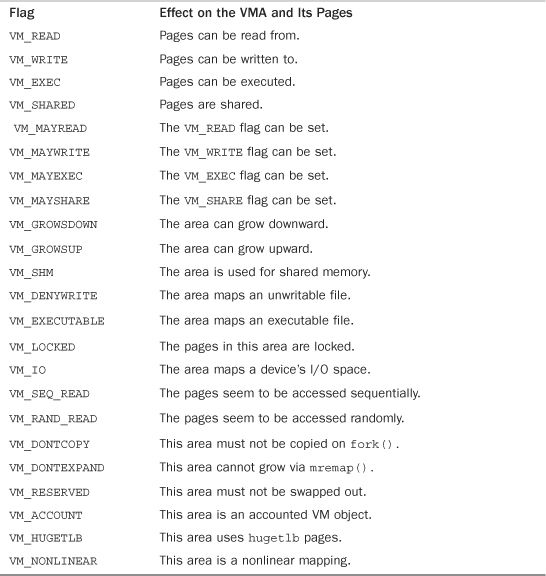 Flag Effect on the VMA and Its Pages
VM_READ Pages can be read from.
VM_WRITE Pages can be written to.
VM_EXEC Pages can be executed.
VM_SHARED Pages are shared.
VM_MAYREAD The VM_READ flag can be set.
VM_MAYWRITE The VM_WRITE flag can be set.
VM_MAYEXEC The VM_EXEC flag can be set.
VM_MAYSHARE The VM_SHARE flag can be set.
VM_GROWSDOWN The area can grow downward.
VM_GROWSUP The area can grow upward.
VM_SHM The area is used for shared memory.
VM_DENYWRITE The area maps an unwritable file.
VM_EXECUTABLE The area maps an executable file.
VM_LOCKED The pages in this area are locked.
VM_IO The area maps a device's I/O space.
VM_SEQ_READ The pages seem to be accessed sequentially.
VM_RAND_READ The pages seem to be accessed randomly.
VM_DONTCOPY This area must not be copied on fork().
VM_DONTEXPAND This area cannot grow via mremap().
VM_RESERVED This area must not be swapped out.
VM_ACCOUNT This area is an accounted VM object.
VM_HUGETLB This area uses hugetlb pages.
VM_NONLINEAR This area is a nonlinear mapping.